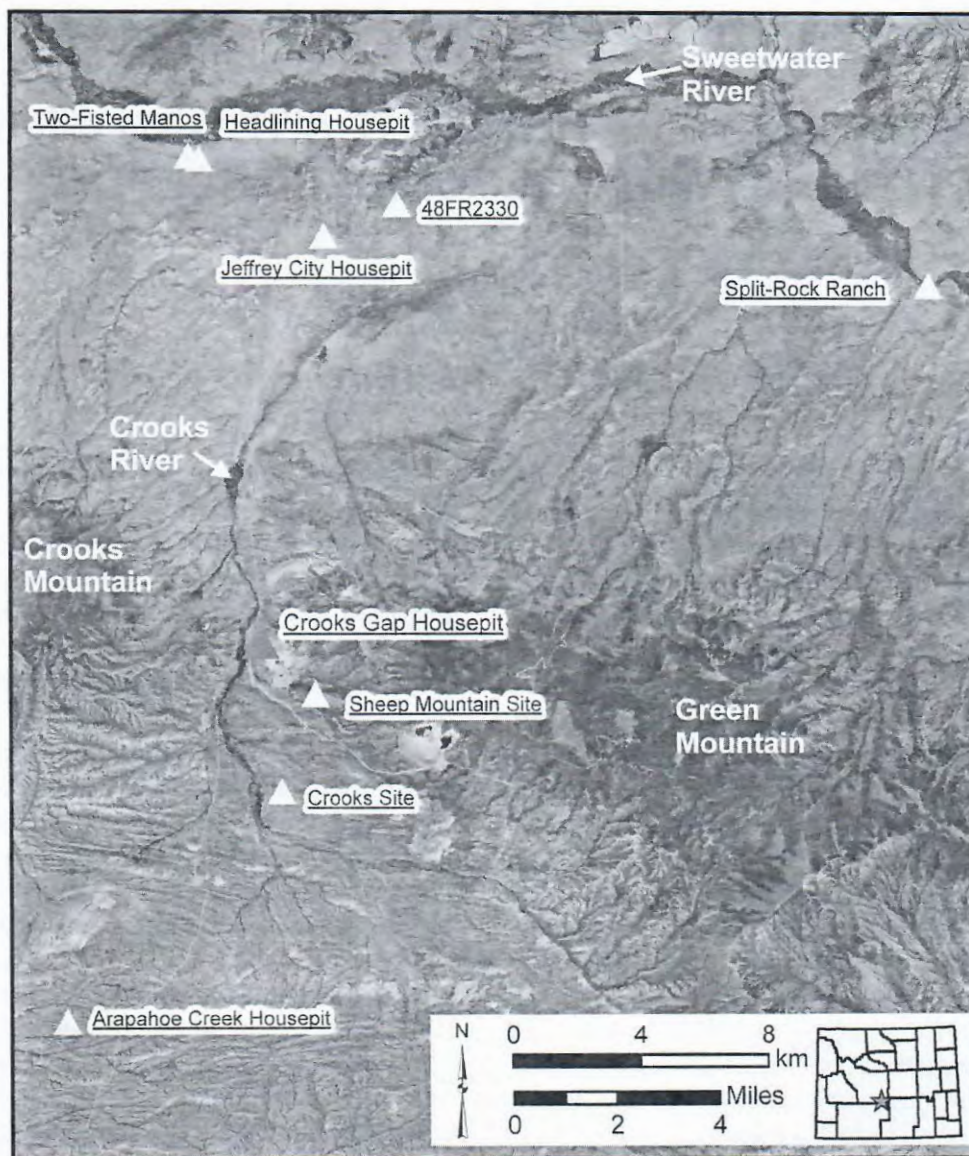 Sweetwater
River
Two-Fisted Manos
Headlining Housepit
48FR2330
Jeffrey City Housepit
Split-Rock Ranch
Crooks
River
Crooks
Mountain
Crooks Gap Housepit
Sheep Mountain Site
Green
Mountain
Crooks Site
Arapahoe Creek Housepit
N
0 4 8
km
Miles
0 2 4